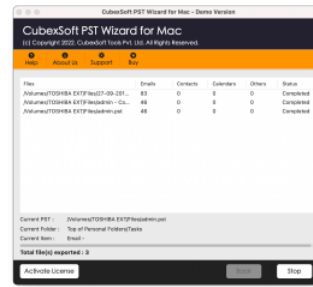 CubexSoft PST Wizard for Mac - Demo Version
CubexSoft PST Wizard for Mac
(c) Copyright 2022, CubexSoft Tools Pvt. Ltd. All Rights Reserved.
Help About Us Support Buy
Files Emails Contacts Calendars Others Status
/Volumes/TOSHIBA EXT/Files/27-09-201... 83 0 0 0 Completed
/Volumes/TOSHIBA EXT/Files/admin - Co... 48 0 0 0 Completed
/Volumes/TOSHIBA EXT/Files/admin.pst 48 0 0 0 Completed
Current PST : /Volumes/TOSHIBA EXT/Files/admin.pst
Current Folder : Top of Personal Folders/Tasks
Current Item : Email -
Total file(s) exported : 3
Activate License Back Stop